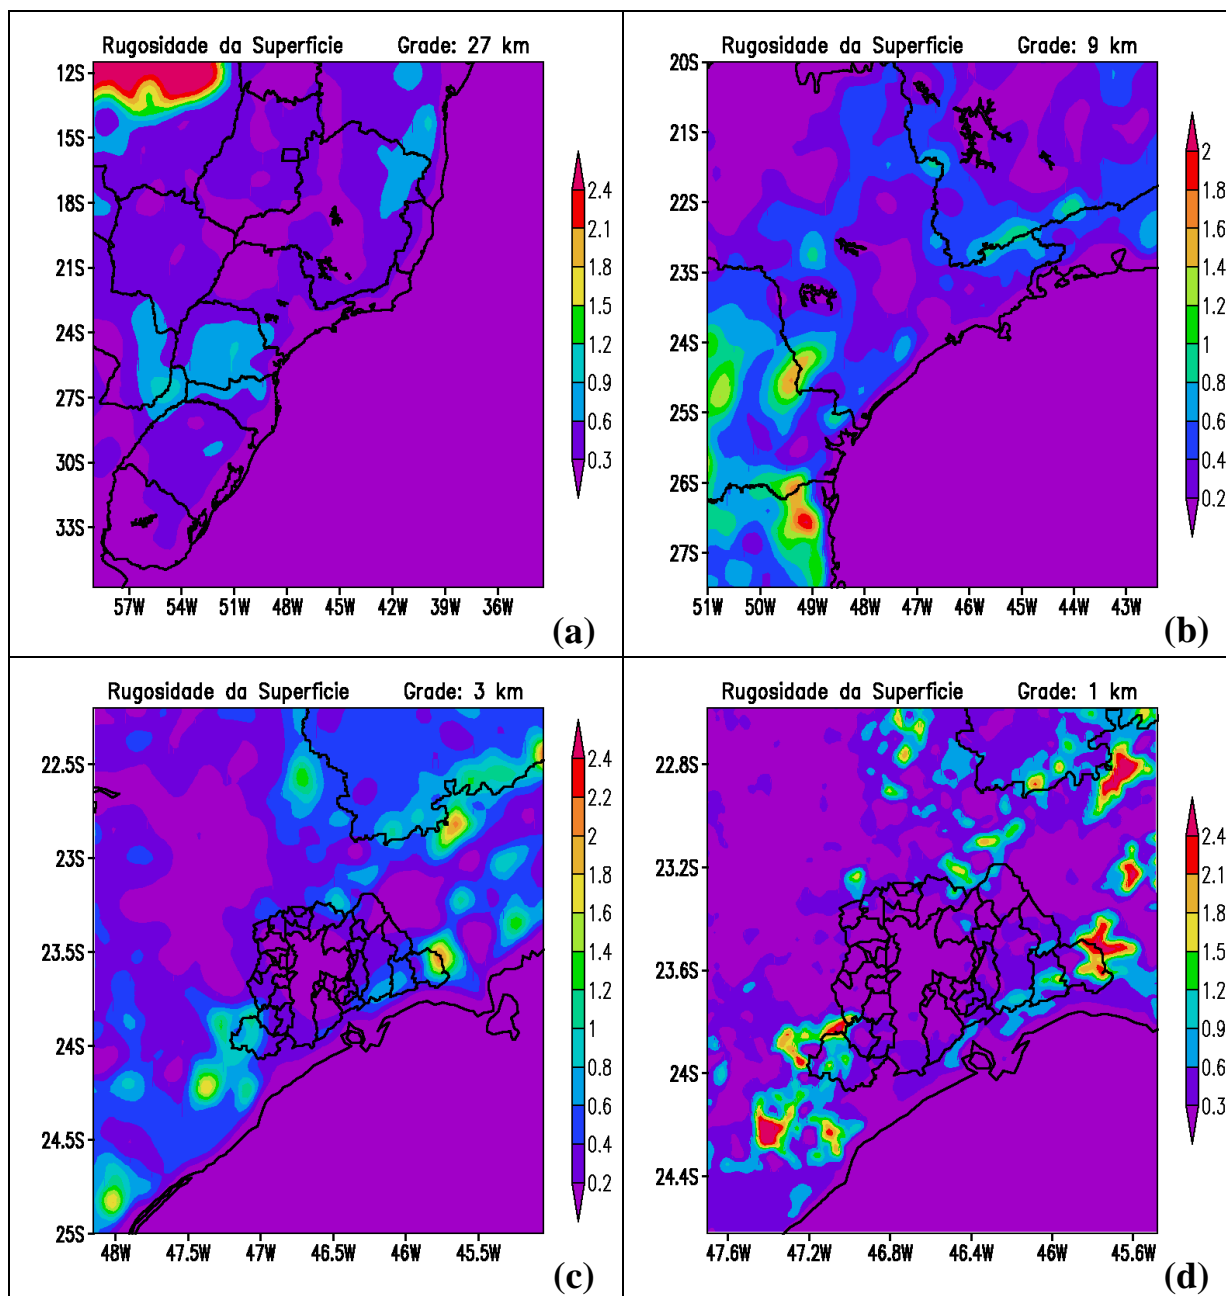 Rugosidade da Superficie Grade: 27 km
12S
15S
18S
21S
24S
27S
30S
33S
57W 54W 51W 48W 45W 42W 39W 36W
2.4
2.1
1.8
1.5
1.2
0.9
0.6
0.3
(a)
Rugosidade da Superficie Grade: 9 km
20S
21S
22S
23S
24S
25S
26S
27S
51W 50W 49W 48W 47W 46W 45W 44W 43W
2
1.8
1.6
1.4
1.2
1
0.8
0.6
0.4
0.2
(b)
Rugosidade da Superficie Grade: 3 km
22.5S
23S
23.5S
24S
24.5S
25S
48W 47.5W 47W 46.5W 46W 45.5W
2.4
2.2
2
1.8
1.6
1.4
1.2
1
0.8
0.6
0.4
0.2
(c)
Rugosidade da Superficie Grade: 1 km
22.8S
23.2S
23.6S
24S
24.4S
47.6W 47.2W 46.8W 46.4W 46W 45.6W
2.4
2.1
1.8
1.5
1.2
0.9
0.6
0.3
(d)